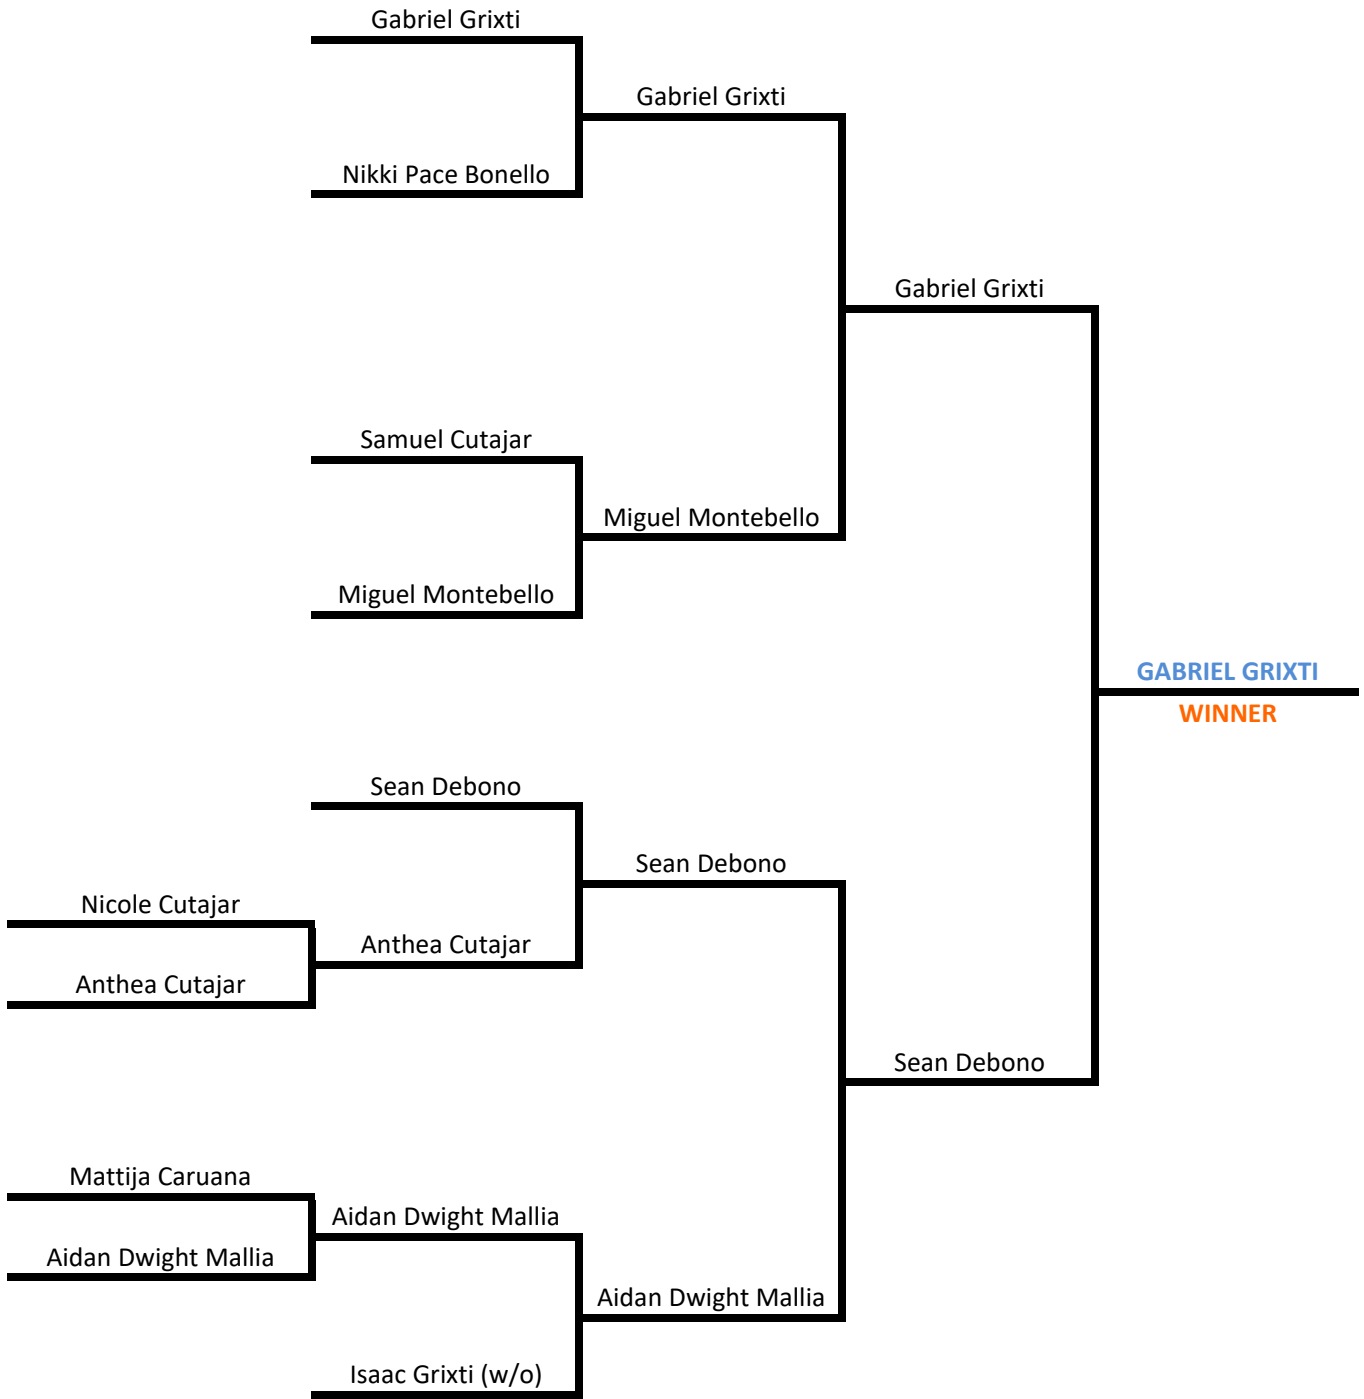 Gabriel Grixti
Gabriel Grixti
Nikki Pace Bonello
Gabriel Grixti
Samuel Cutajar
Miguel Montebello
Miguel Montebello
GABRIEL GRIXTI
WINNER
Sean Debono
Sean Debono
Nicole Cutajar
Anthea Cutajar
Anthea Cutajar
Sean Debono
Mattija Caruana
Aidan Dwight Mallia
Aidan Dwight Mallia
Aidan Dwight Mallia
Isaac Grixti (w/o)